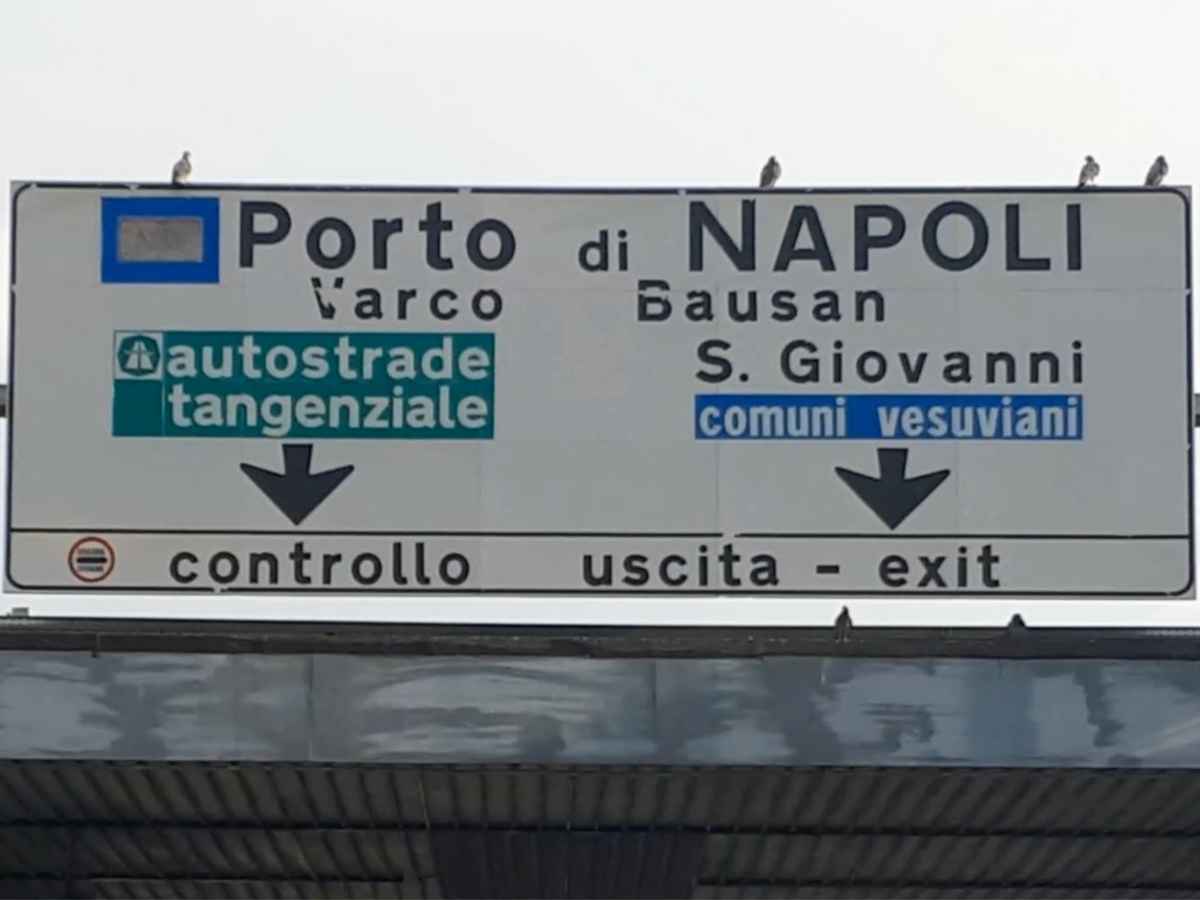 Porto di NAPOLI
Varco Bausan
autostrade S. Giovanni
tangenziale comuni vesuviani
controllo uscita - exit